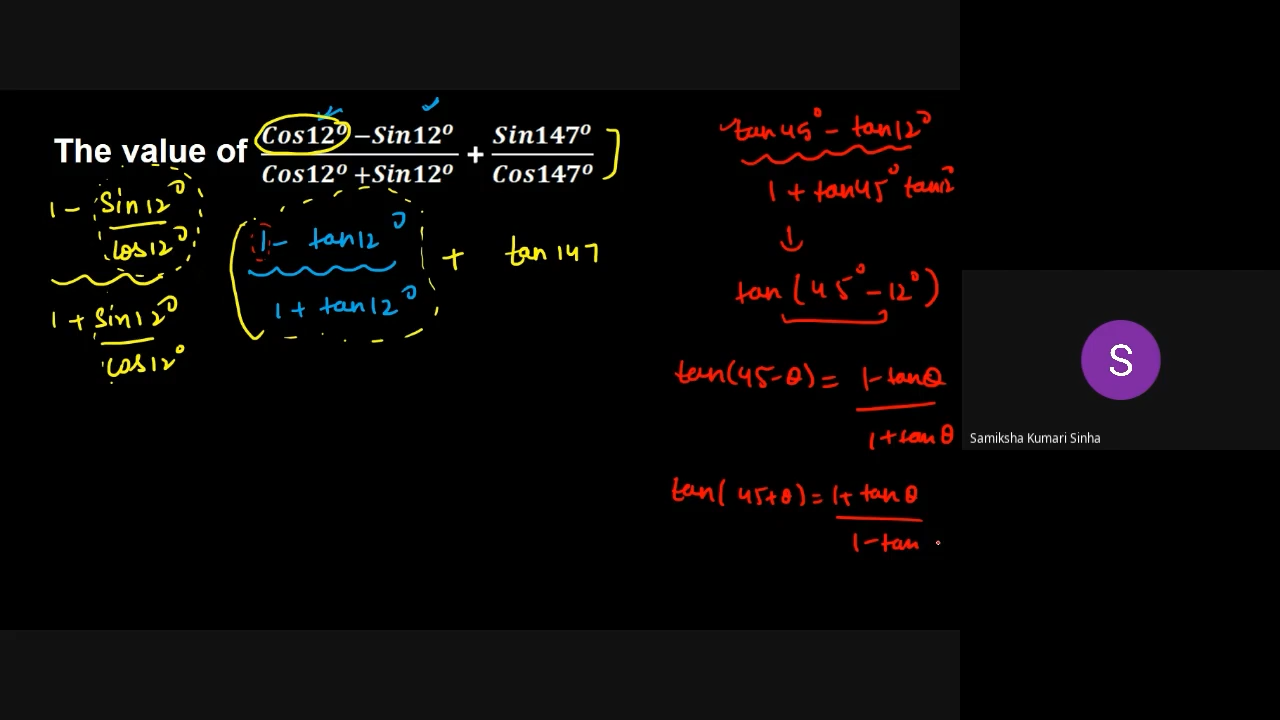 The value of (Cos12° – Sin12°)/(Cos12° + Sin12°) + Sin147°/Cos147° ]
1 - Sin12°/Cos12°
1 + Sin12°/Cos12°
1 - tan12° + tan147
1 + tan12°
tan45° - tan12°
1 + tan45° tan12°
↓
tan(45° - 12°)
tan(45-θ) = 1-tanθ
1+tanθ
tan(45+θ) = 1+tanθ
1-tan
S
Samiksha Kumari Sinha